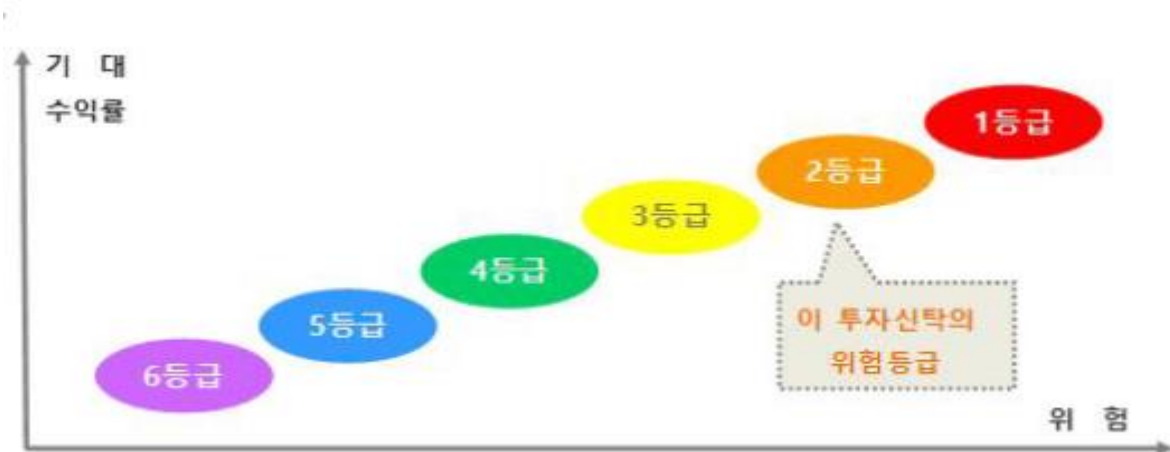 기 대
수익률
1등급
2등급
3등급
4등급
5등급
6등급
이 투자신탁의
위험등급
위 험